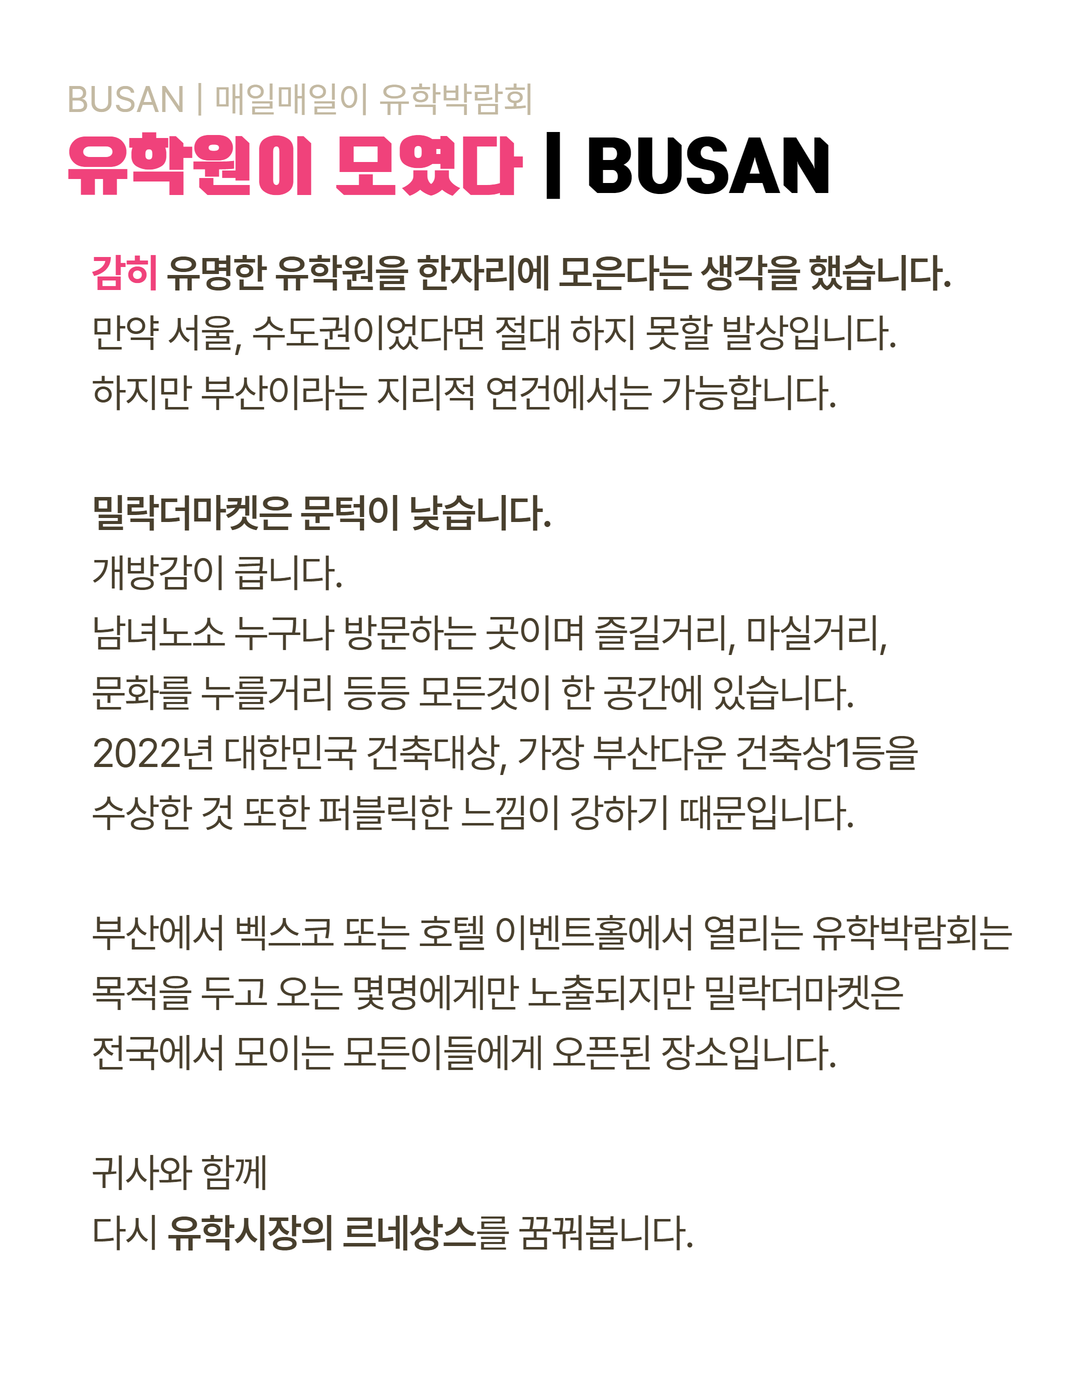 BUSAN | 매일매일이 유학박람회
유학원이 모였다 | BUSAN
감히 유명한 유학원을 한자리에 모은다는 생각을 했습니다.
만약 서울, 수도권이었다면 절대 하지 못할 발상입니다.
하지만 부산이라는 지리적 연건에서는 가능합니다.
밀락더마켓은 문턱이 낮습니다.
개방감이 큽니다.
남녀노소 누구나 방문하는 곳이며 즐길거리, 마실거리,
문화를 누를거리 등등 모든것이 한 공간에 있습니다.
2022년 대한민국 건축대상, 가장 부산다운 건축상1등을
수상한 것 또한 퍼블릭한 느낌이 강하기 때문입니다.
부산에서 벡스코 또는 호텔 이벤트홀에서 열리는 유학박람회는
목적을 두고 오는 몇명에게만 노출되지만 밀락더마켓은
전국에서 모이는 모든이들에게 오픈된 장소입니다.
귀사와 함께
다시 유학시장의 르네상스를 꿈꿔봅니다.